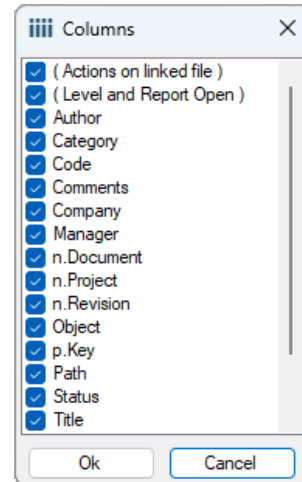 Columns
( Actions on linked file )
( Level and Report Open )
Author
Category
Code
Comments
Company
Manager
n.Document
n.Project
n.Revision
Object
p.Key
Path
Status
Title
Ok Cancel